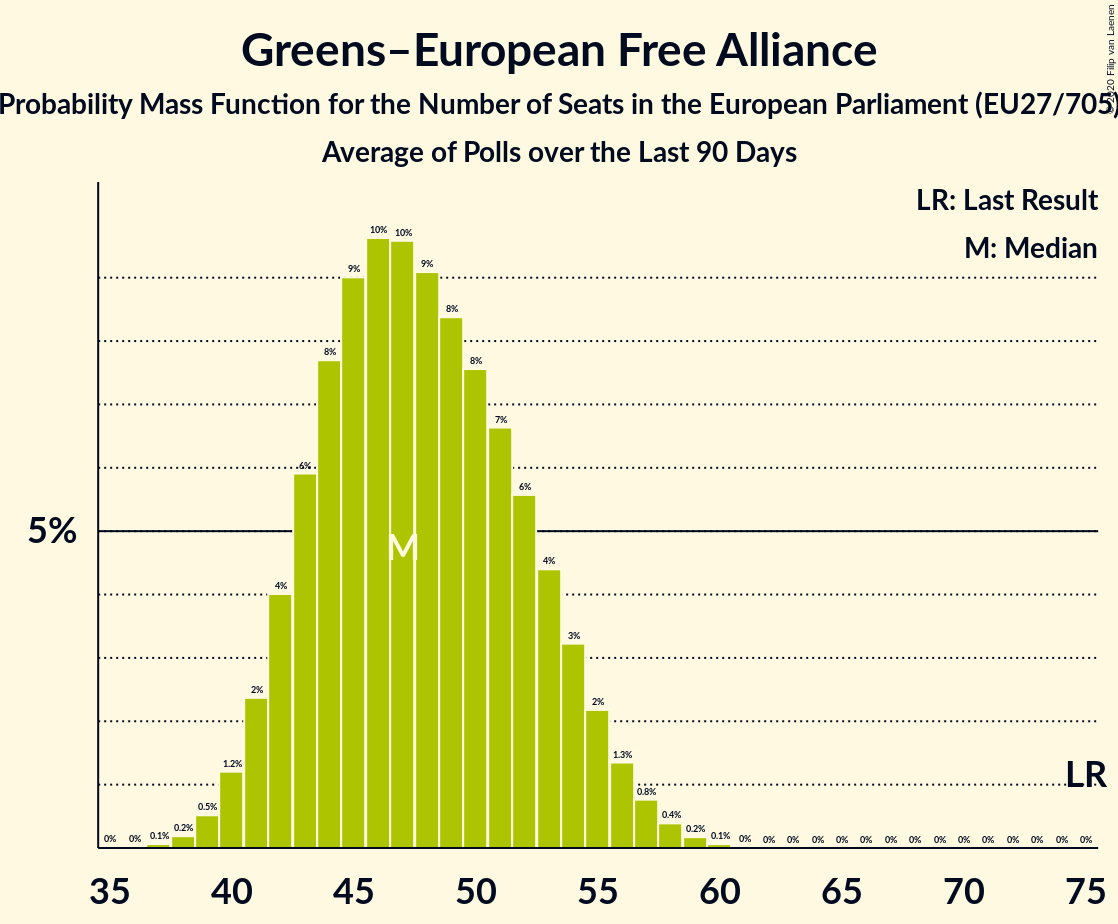 Greens–European Free Alliance
Probability Mass Function for the Number of Seats in the European Parliament (EU27/705)
Average of Polls over the Last 90 Days
© 2020 Filip van Laenen
LR: Last Result
M: Median
10% 10%
9% 9%
8% 8% 8%
7%
6% 6%
5%
M
4% 4%
3%
2% 2%
LR
1.2% 1.3%
0.5% 0.8%
0% 0% 0.1% 0.2% 0.4% 0.2% 0.1% 0% 0% 0% 0% 0% 0% 0% 0% 0% 0% 0% 0% 0% 0% 0%
35 40 45 50 55 60 65 70 75